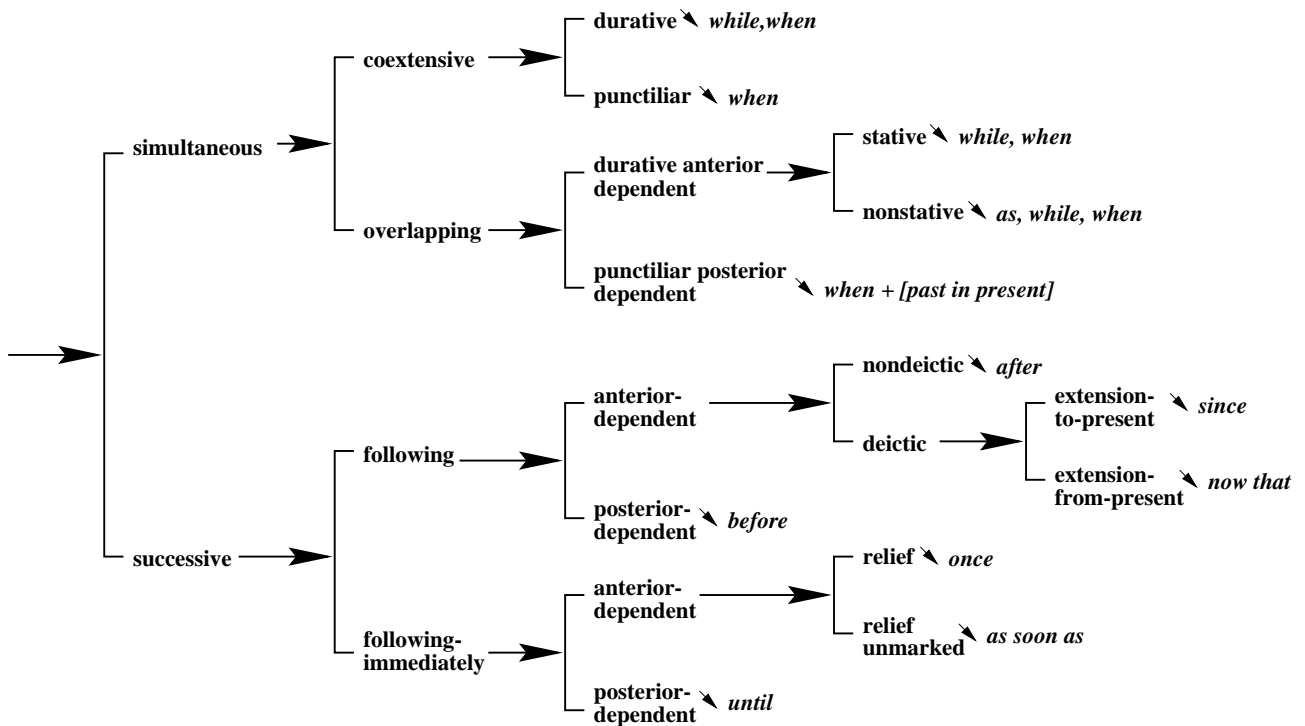 durative while,when
coextensive
punctiliar when
stative while, when
simultaneous
durative anterior
dependent
nonstative as, while, when
overlapping
punctiliar posterior
dependent when + [past in present]
nondeictic after
anterior-
dependent
extension-
to-present since
deictic
following
extension-
from-present now that
posterior-
dependent before
successive
relief once
anterior-
dependent
relief
unmarked as soon as
following-
immediately
posterior-
dependent until